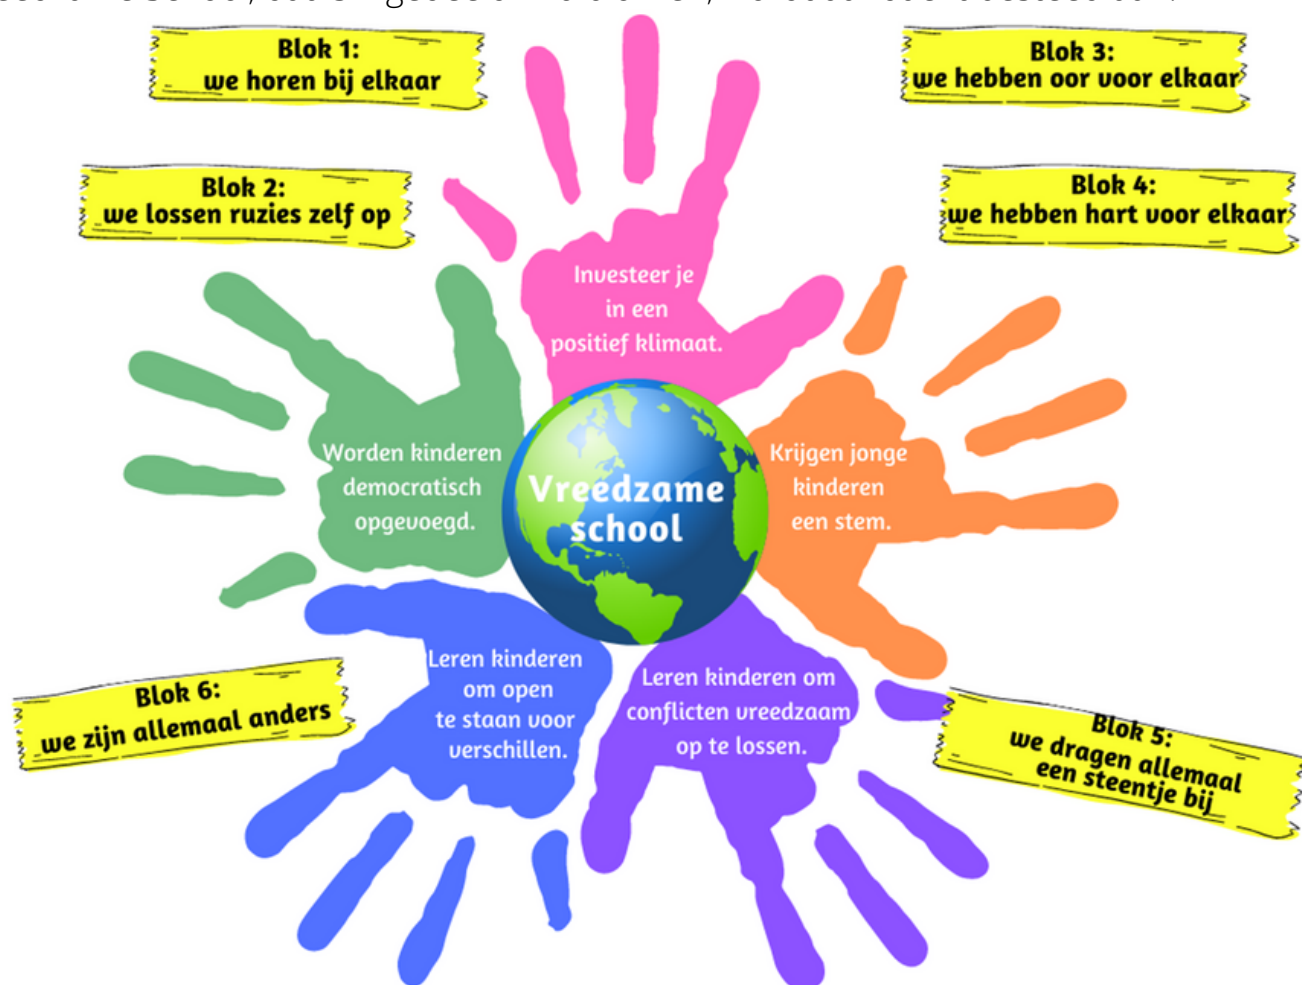 Blok 1:
we horen bij elkaar
Blok 3:
we hebben oor voor elkaar
Blok 2:
we lossen ruzies zelf op
Blok 4:
we hebben hart voor elkaar
Investeer je
in een
positief klimaat.
Worden kinderen
democratisch
opgevoegd.
Vreedzame
school
Krijgen jonge
kinderen
een stem.
Leren kinderen
om open
te staan voor
verschillen.
Leren kinderen om
conflicten vreedzaam
op te lossen.
Blok 6:
we zijn allemaal anders
Blok 5:
we dragen allemaal
een steentje bij